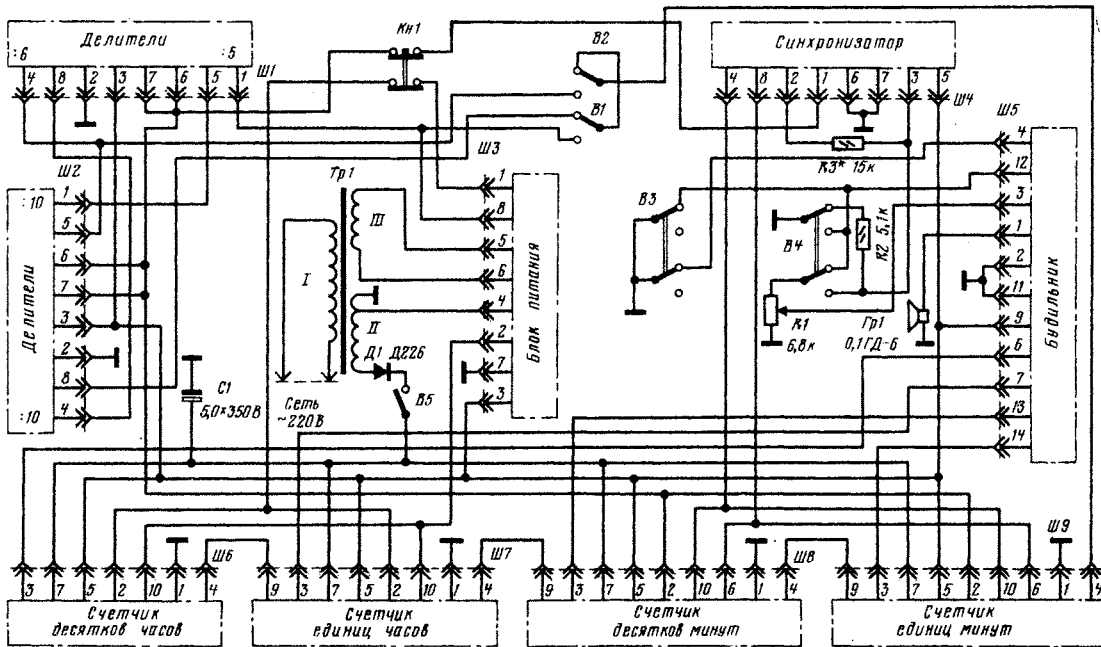 Делители
:6
:5
4 8 2 3 7 6 5 1
Ш1
Кн1
В2
В1
Синхронизатор
4 8 2 1 6 7 3 5
Ш4
Ш5
R3* 15к
Ш2
:10
Делители
:10
1
5
6
7
3
2
8
4
С1
5,0×350В
Тр1
I
III
II
Д1 Д226
В5
Сеть
~220В
Ш3
1
8
5
6
4
2
7
3
Блок питания
В3
В4
R2 5,1к
R1
6,8к
Гр1
0,1ГД-6
4
12
3
1
2
11
9
6
7
13
14
Будильник
Ш6
Ш7
Ш8
Ш9
3 7 5 2 10 1 4
9 3 7 5 2 10 1 4
9 3 7 5 2 10 6 1 4
9 3 7 5 2 10 6 1 4
Счетчик
десятков часов
Счетчик
единиц часов
Счетчик
десятков минут
Счетчик
единиц минут